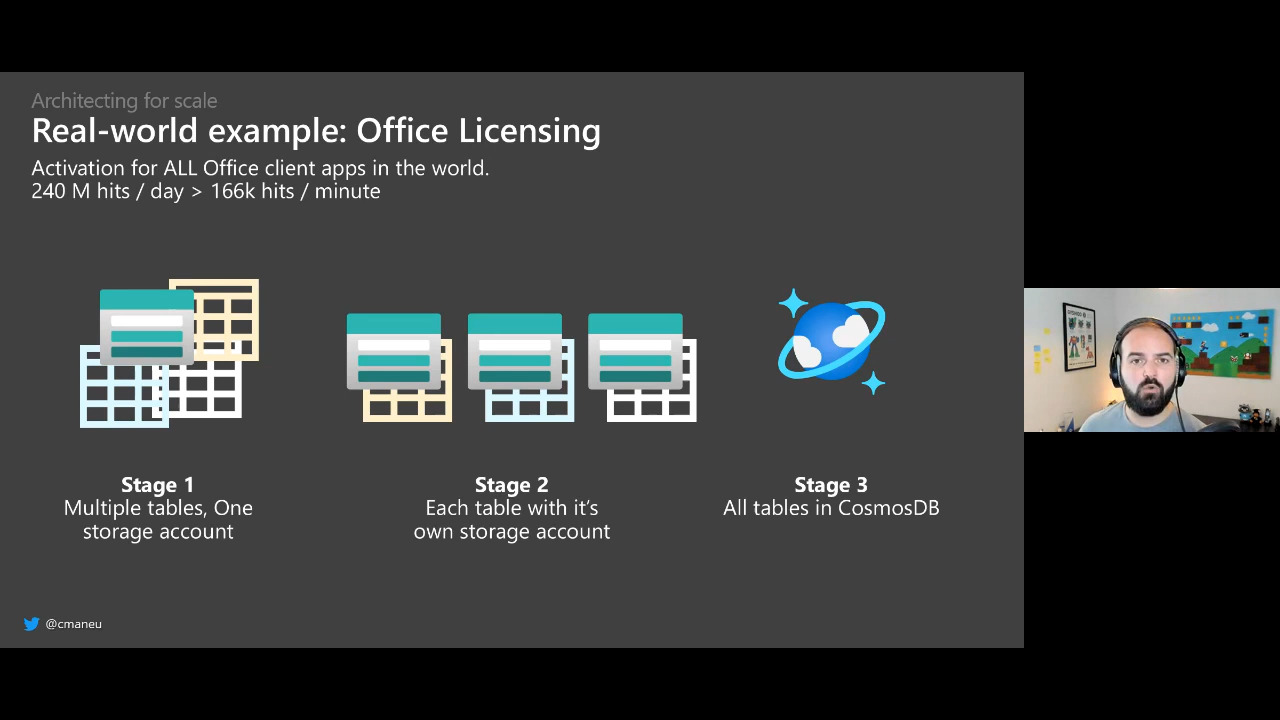 Architecting for scale
Real-world example: Office Licensing
Activation for ALL Office client apps in the world.
240 M hits / day > 166k hits / minute
Stage 1
Multiple tables, One
storage account
Stage 2
Each table with it's
own storage account
Stage 3
All tables in CosmosDB
@cmaneu